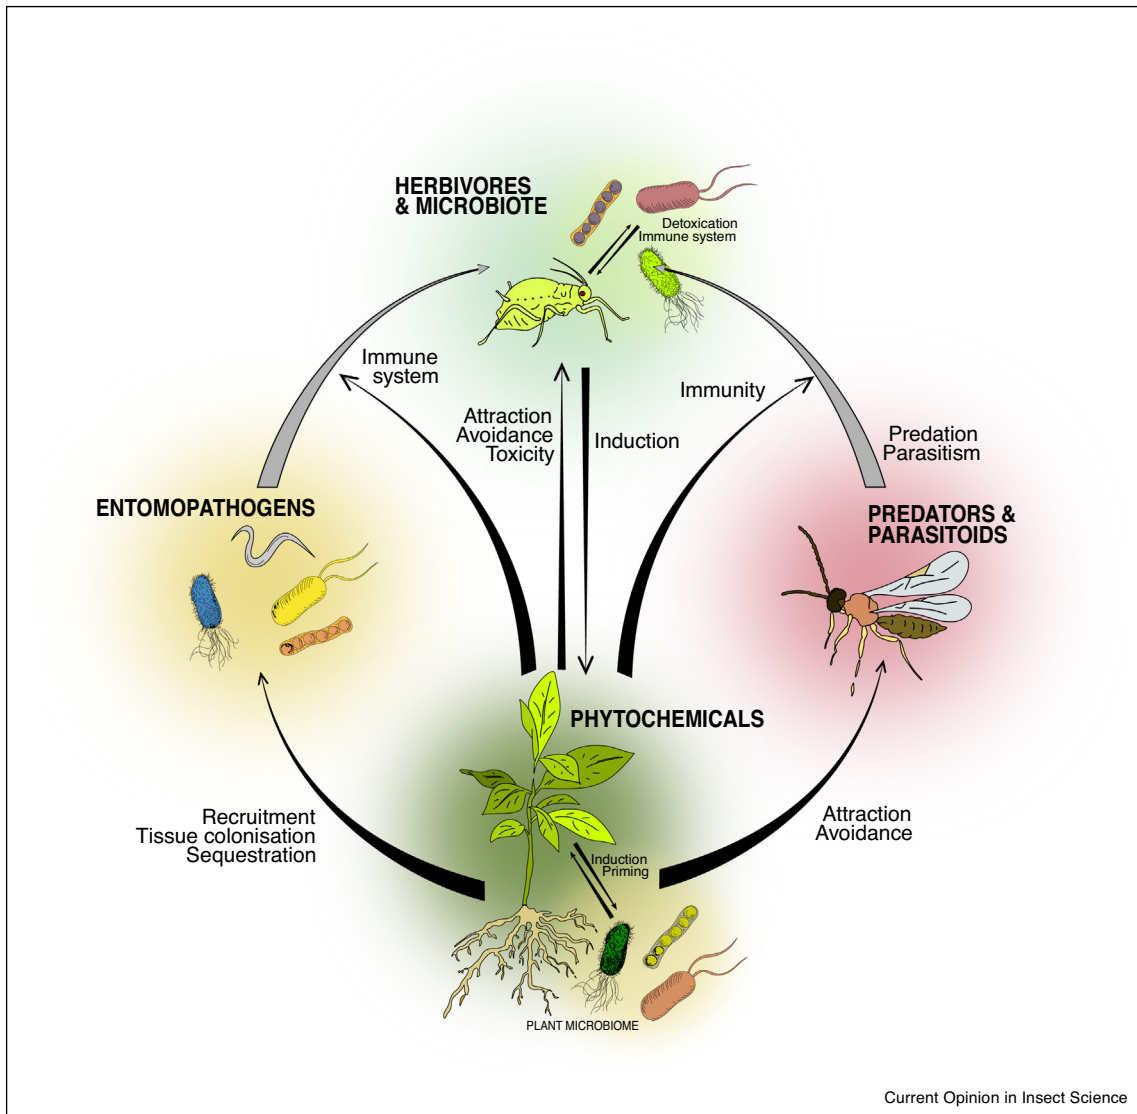 HERBIVORES
& MICROBIOTE
Detoxication
Immune system
Immune
system
Attraction
Avoidance
Toxicity
Induction
Immunity
Predation
Parasitism
ENTOMOPATHOGENS
PREDATORS &
PARASITOIDS
PHYTOCHEMICALS
Recruitment
Tissue colonisation
Sequestration
Attraction
Avoidance
Induction
Priming
PLANT MICROBIOME
Current Opinion in Insect Science